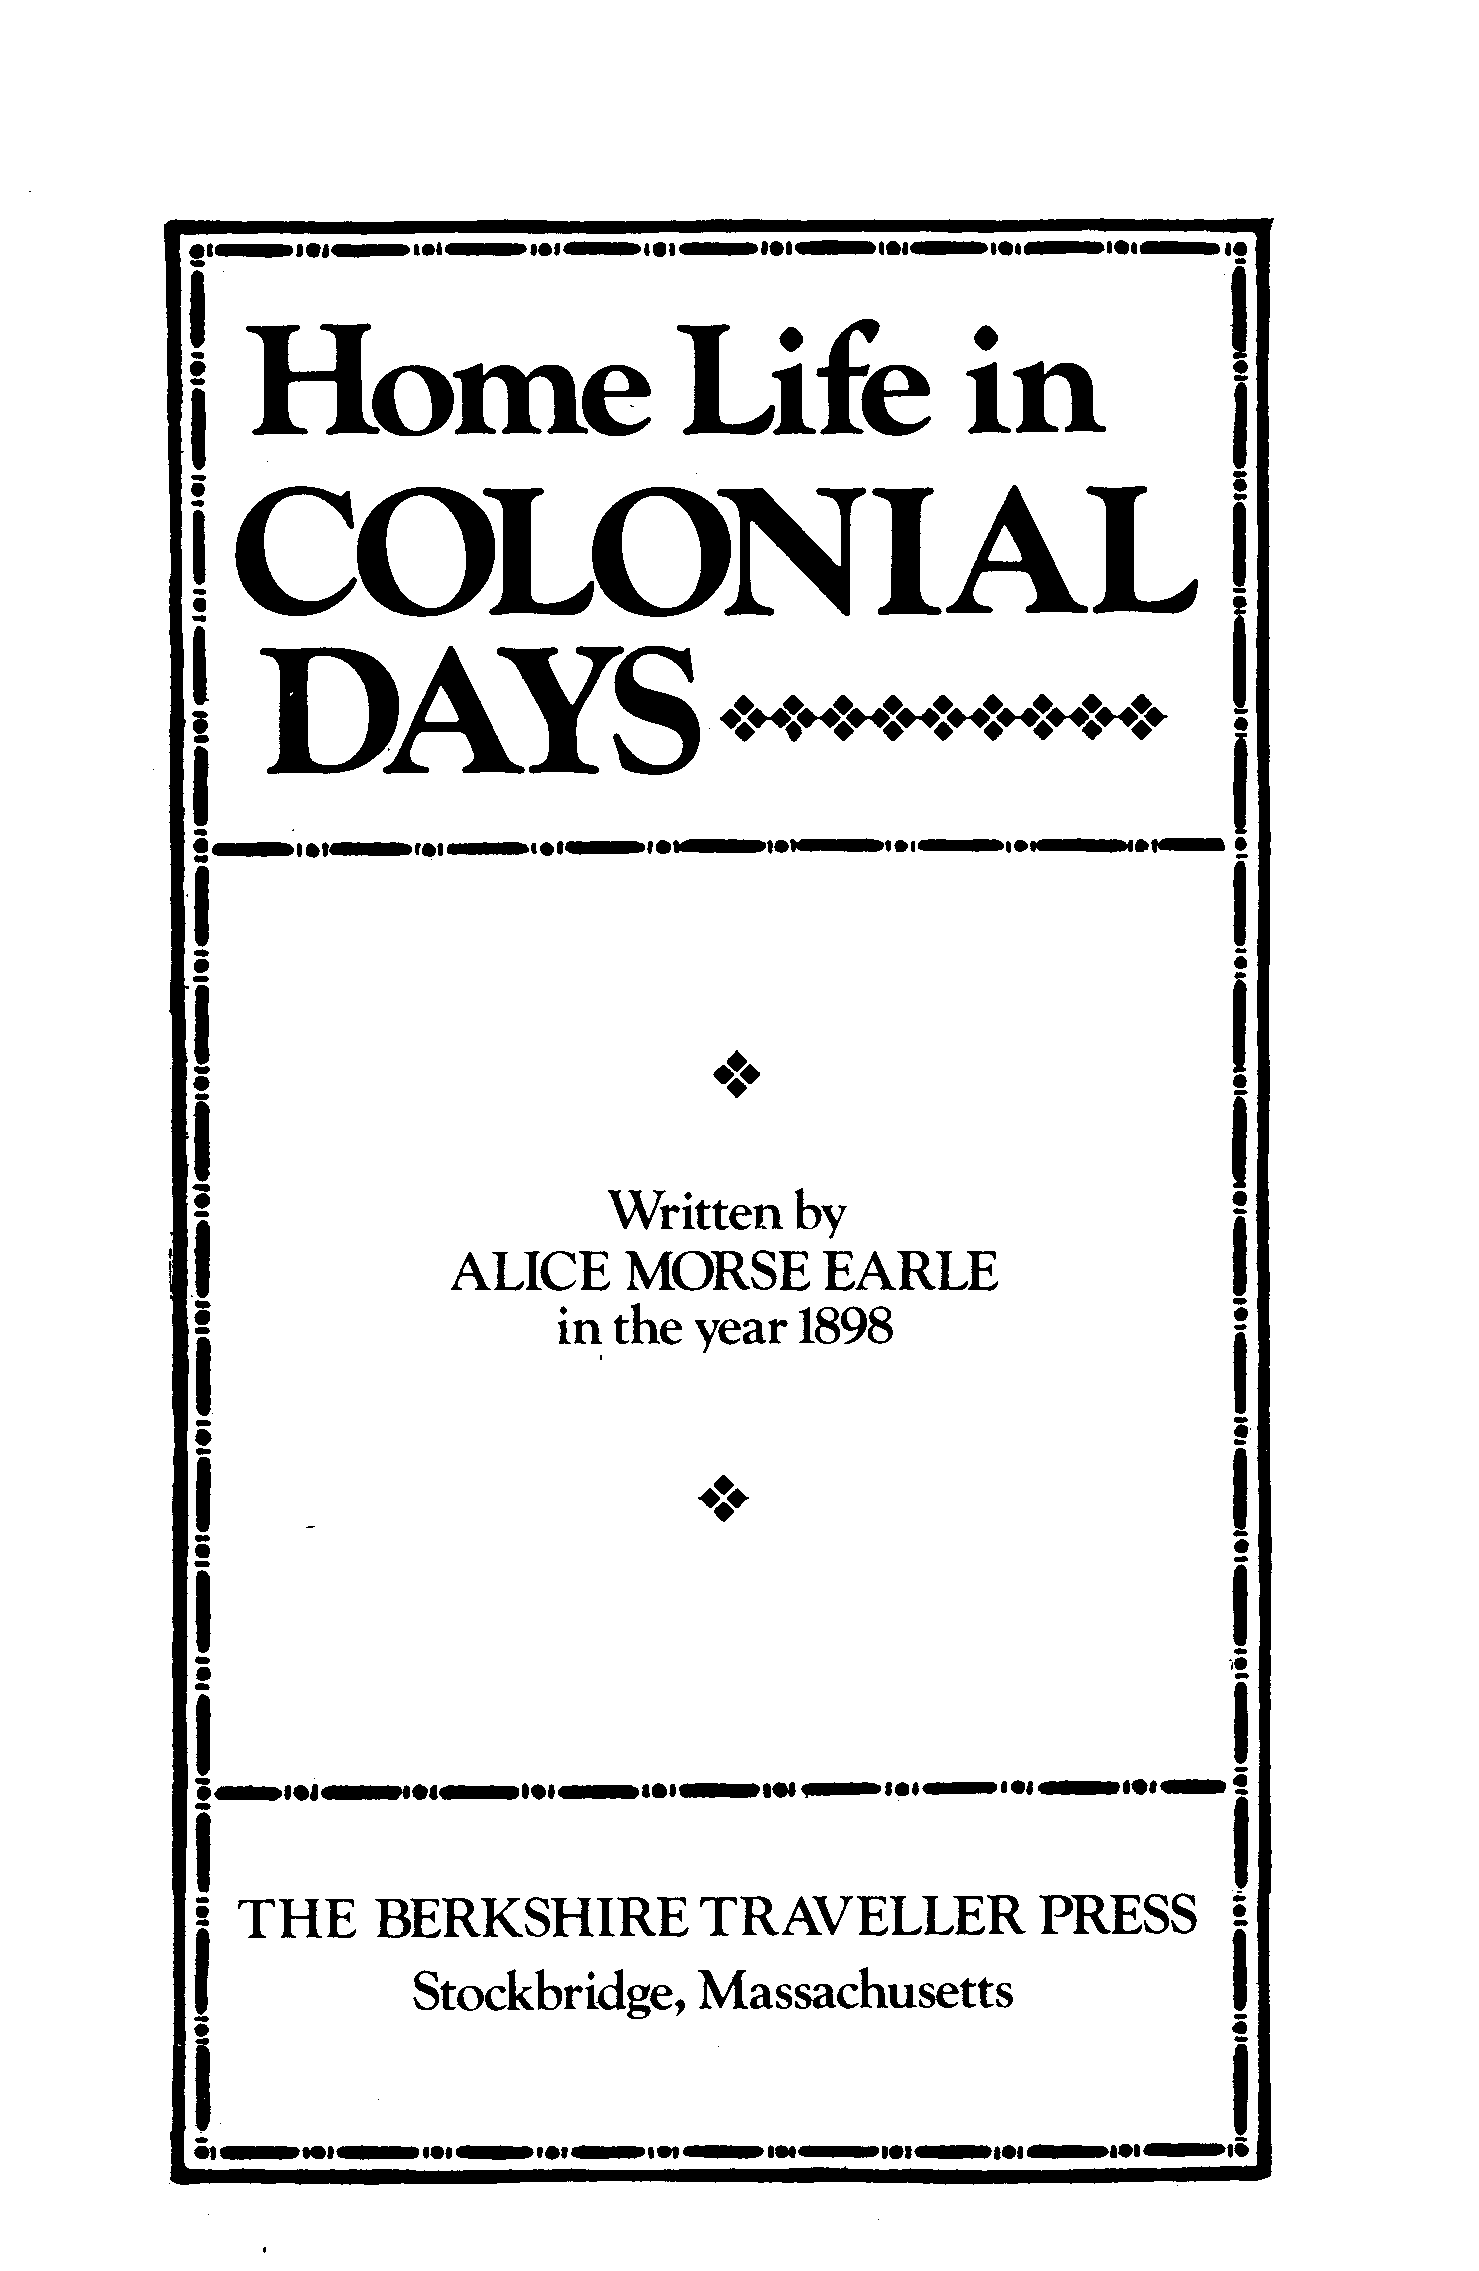 Home Life in
COLONIAL
DAYS
Written by
ALICE MORSE EARLE
in the year 1898
THE BERKSHIRE TRAVELLER PRESS
Stockbridge, Massachusetts